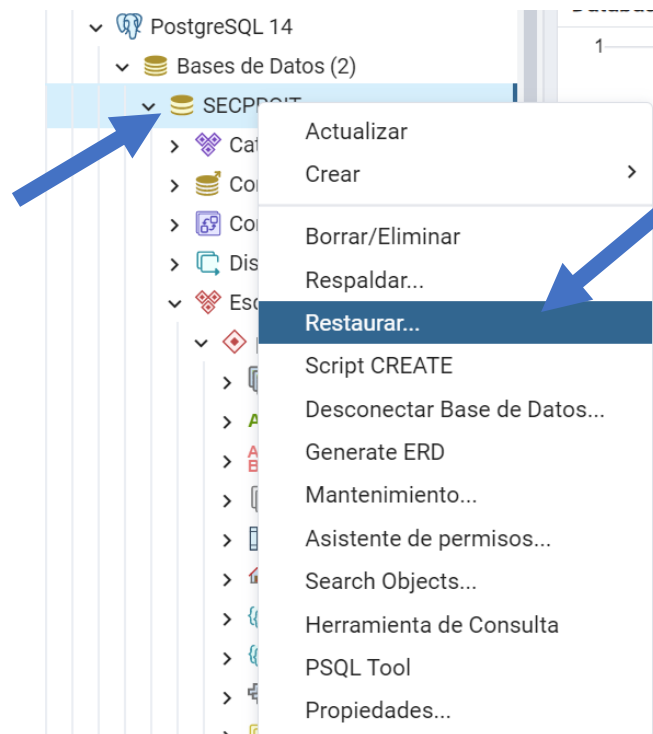 PostgreSQL 14
1
Bases de Datos (2)
Actualizar
Crear
Borrar/Eliminar
Respaldar...
Restaurar...
Script CREATE
Desconectar Base de Datos...
Generate ERD
Mantenimiento...
Asistente de permisos...
Search Objects...
Herramienta de Consulta
PSQL Tool
Propiedades...